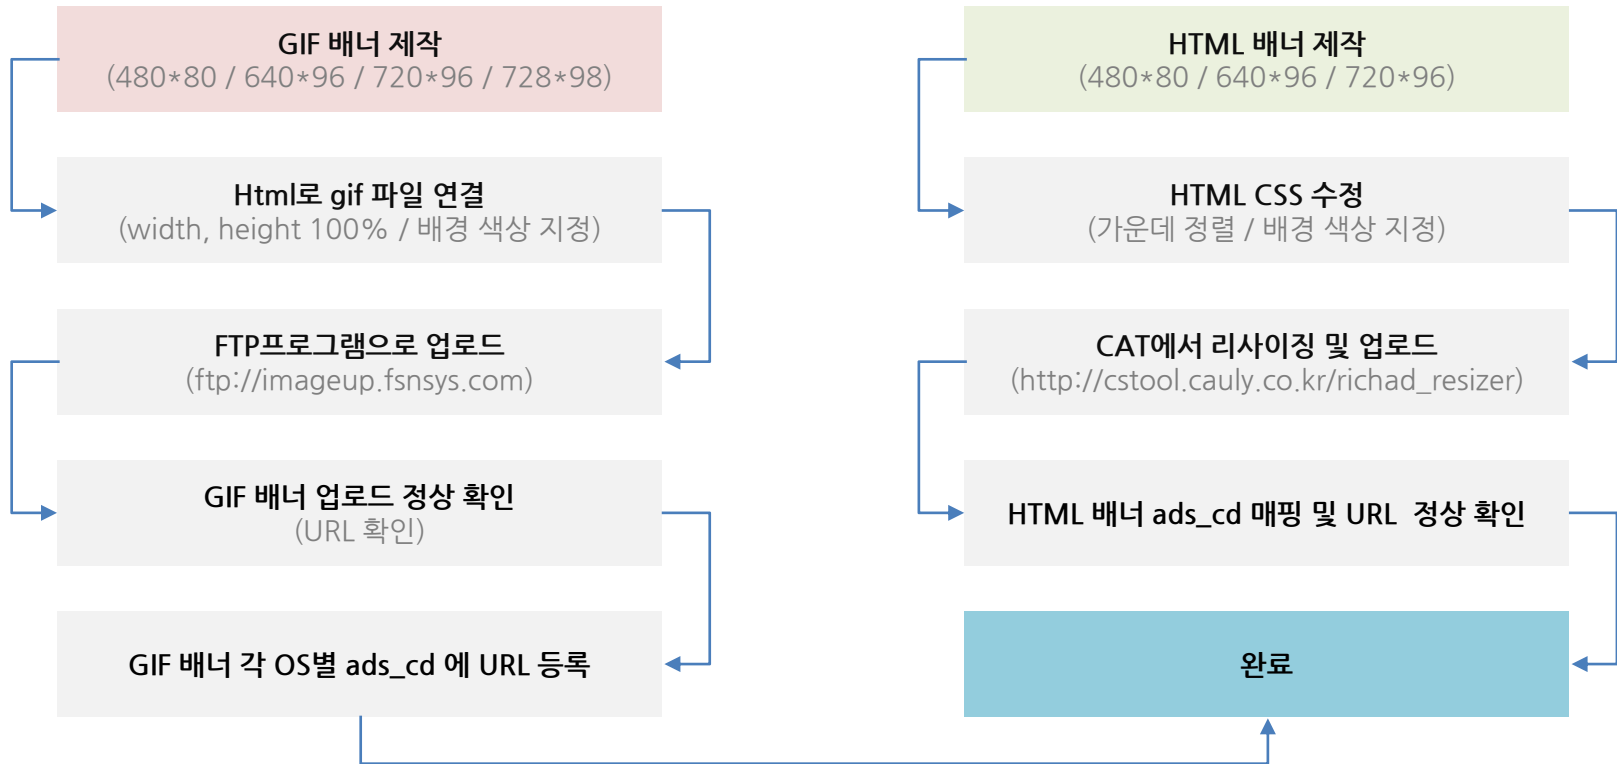 GIF 배너 제작
(480*80 / 640*96 / 720*96 / 728*98)
Html로 gif 파일 연결
(width, height 100% / 배경 색상 지정)
FTP프로그램으로 업로드
(ftp://imageup.fsnsys.com)
GIF 배너 업로드 정상 확인
(URL 확인)
GIF 배너 각 OS별 ads_cd 에 URL 등록
HTML 배너 제작
(480*80 / 640*96 / 720*96)
HTML CSS 수정
(가운데 정렬 / 배경 색상 지정)
CAT에서 리사이징 및 업로드
(http://cstool.cauly.co.kr/richad_resizer)
HTML 배너 ads_cd 매핑 및 URL  정상 확인
완료